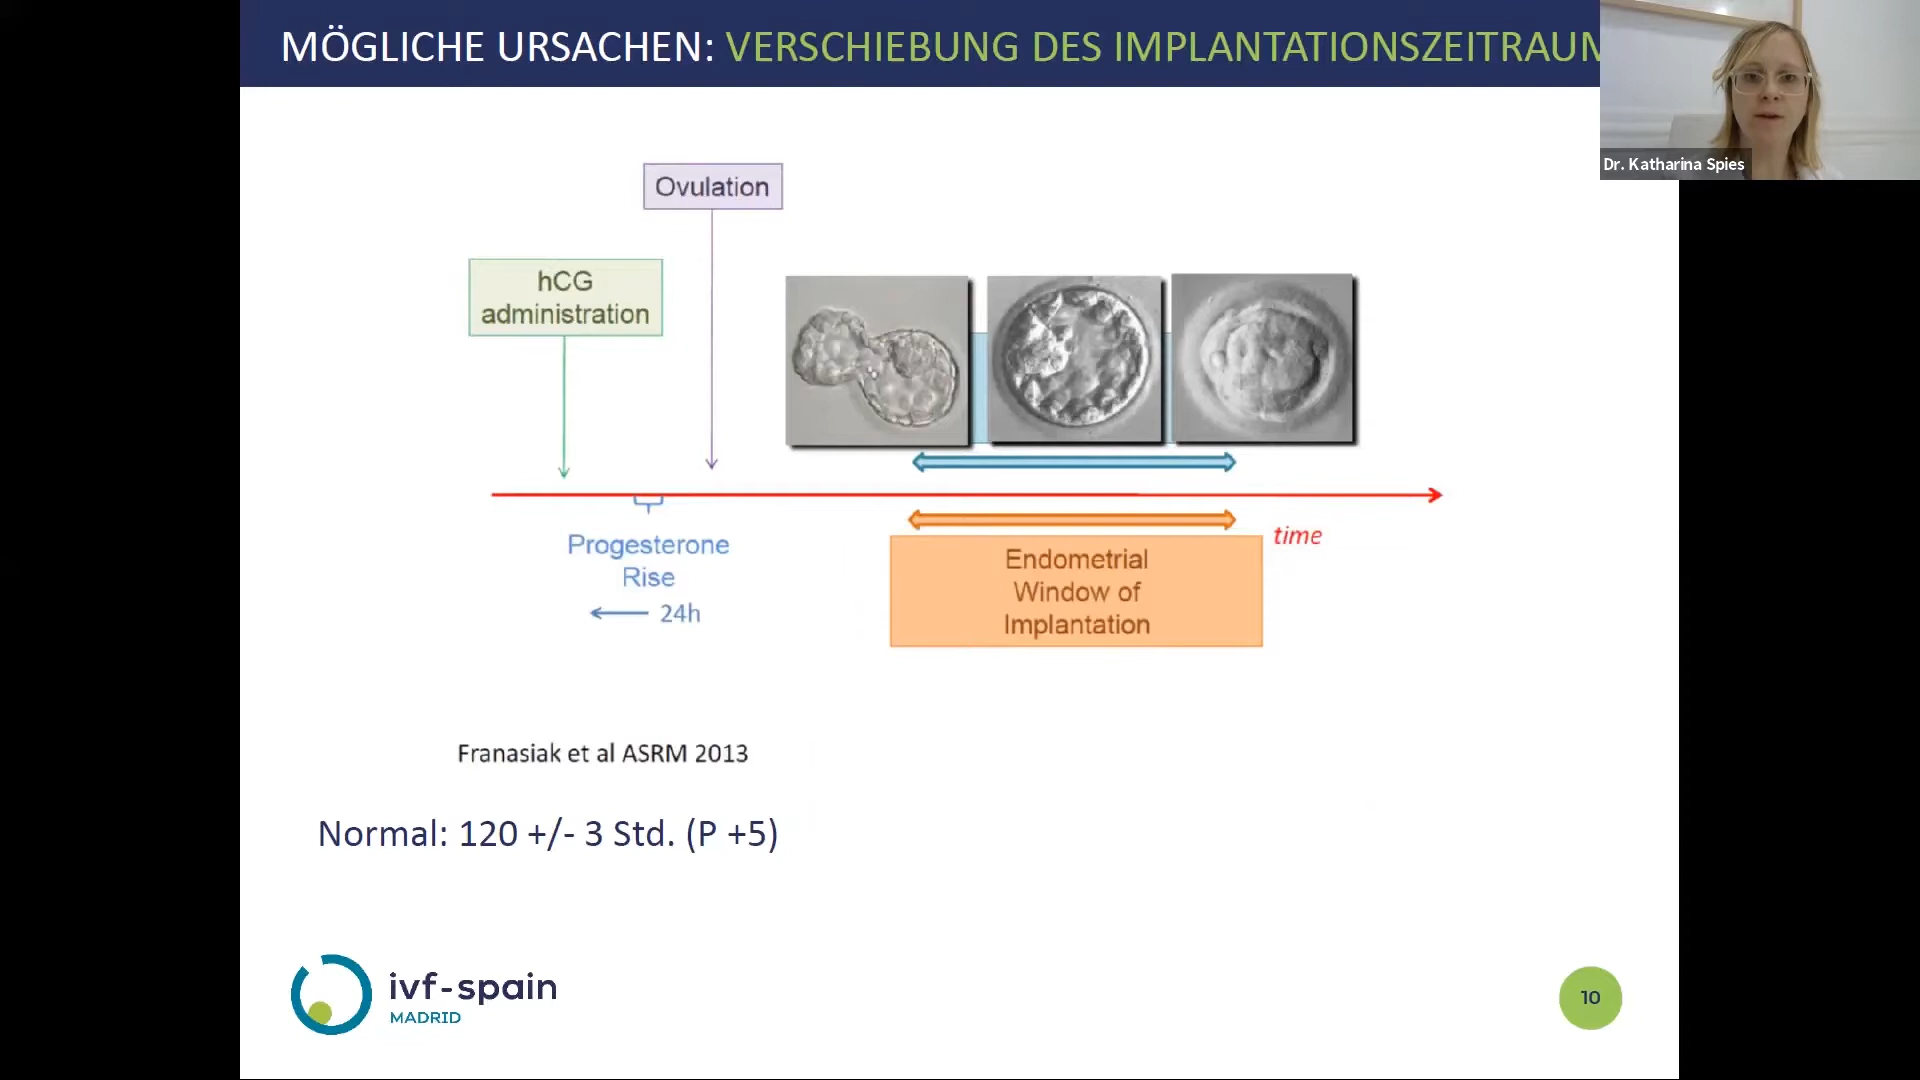 MÖGLICHE URSACHEN: VERSCHIEBUNG DES IMPLANTATIONSZEITRAUM
Dr. Katharina Spies
Ovulation
hCG
administration
Progesterone
Rise
24h
time
Endometrial
Window of
Implantation
Franasiak et al ASRM 2013
Normal: 120 +/- 3 Std. (P +5)
ivf-spain
MADRID
10